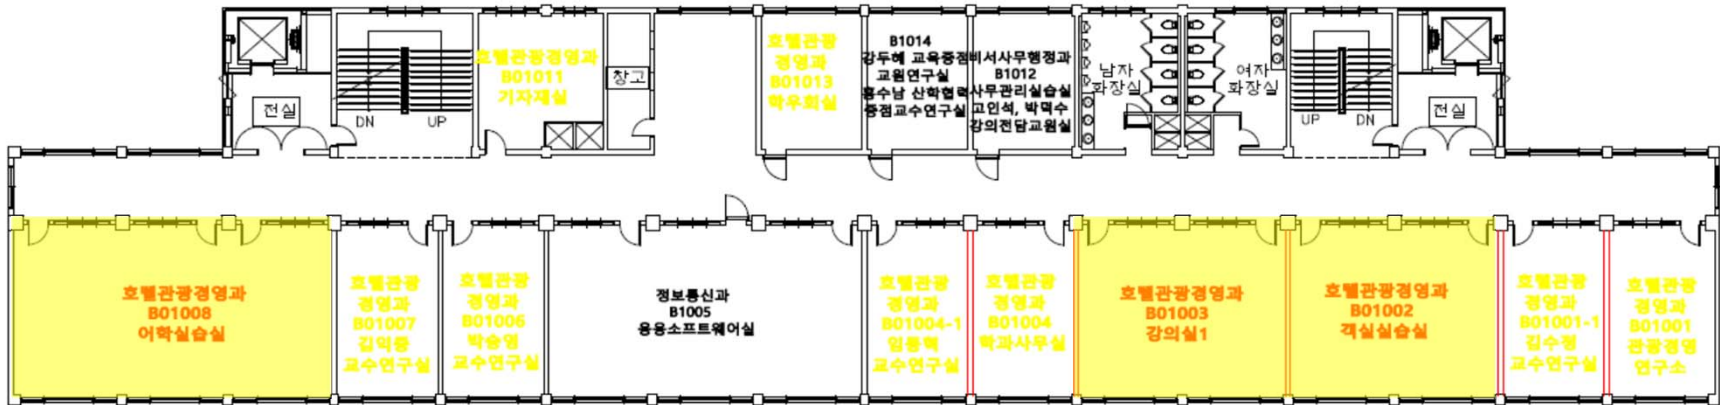 호텔관광경영과
B01011
기자재실
창고
호텔관광
경영과
B01013
학우회실
B1014
강두혜 교육중점
교원연구실
홍수남 산학협력
중점교수연구실
비서사무행정과
B1012
사무관리실습실
고인석, 박덕수
강의전담교원실
남자
화장실
여자
화장실
전실
DN
UP
UP
DN
전실
호텔관광경영과
B01008
어학실습실
호텔관광
경영과
B01007
김익중
교수연구실
호텔관광
경영과
B01006
박송영
교수연구실
정보통신과
B1005
응용소프트웨어실
호텔관광
경영과
B01004-1
교수연구실
호텔관광
경영과
B01004
학과사무실
호텔관광경영과
B01003
강의실1
호텔관광경영과
B01002
객실실습실
호텔관광
경영과
B01001-1
김수정
교수연구실
호텔관광
경영과
B01001
관광경영
연구소